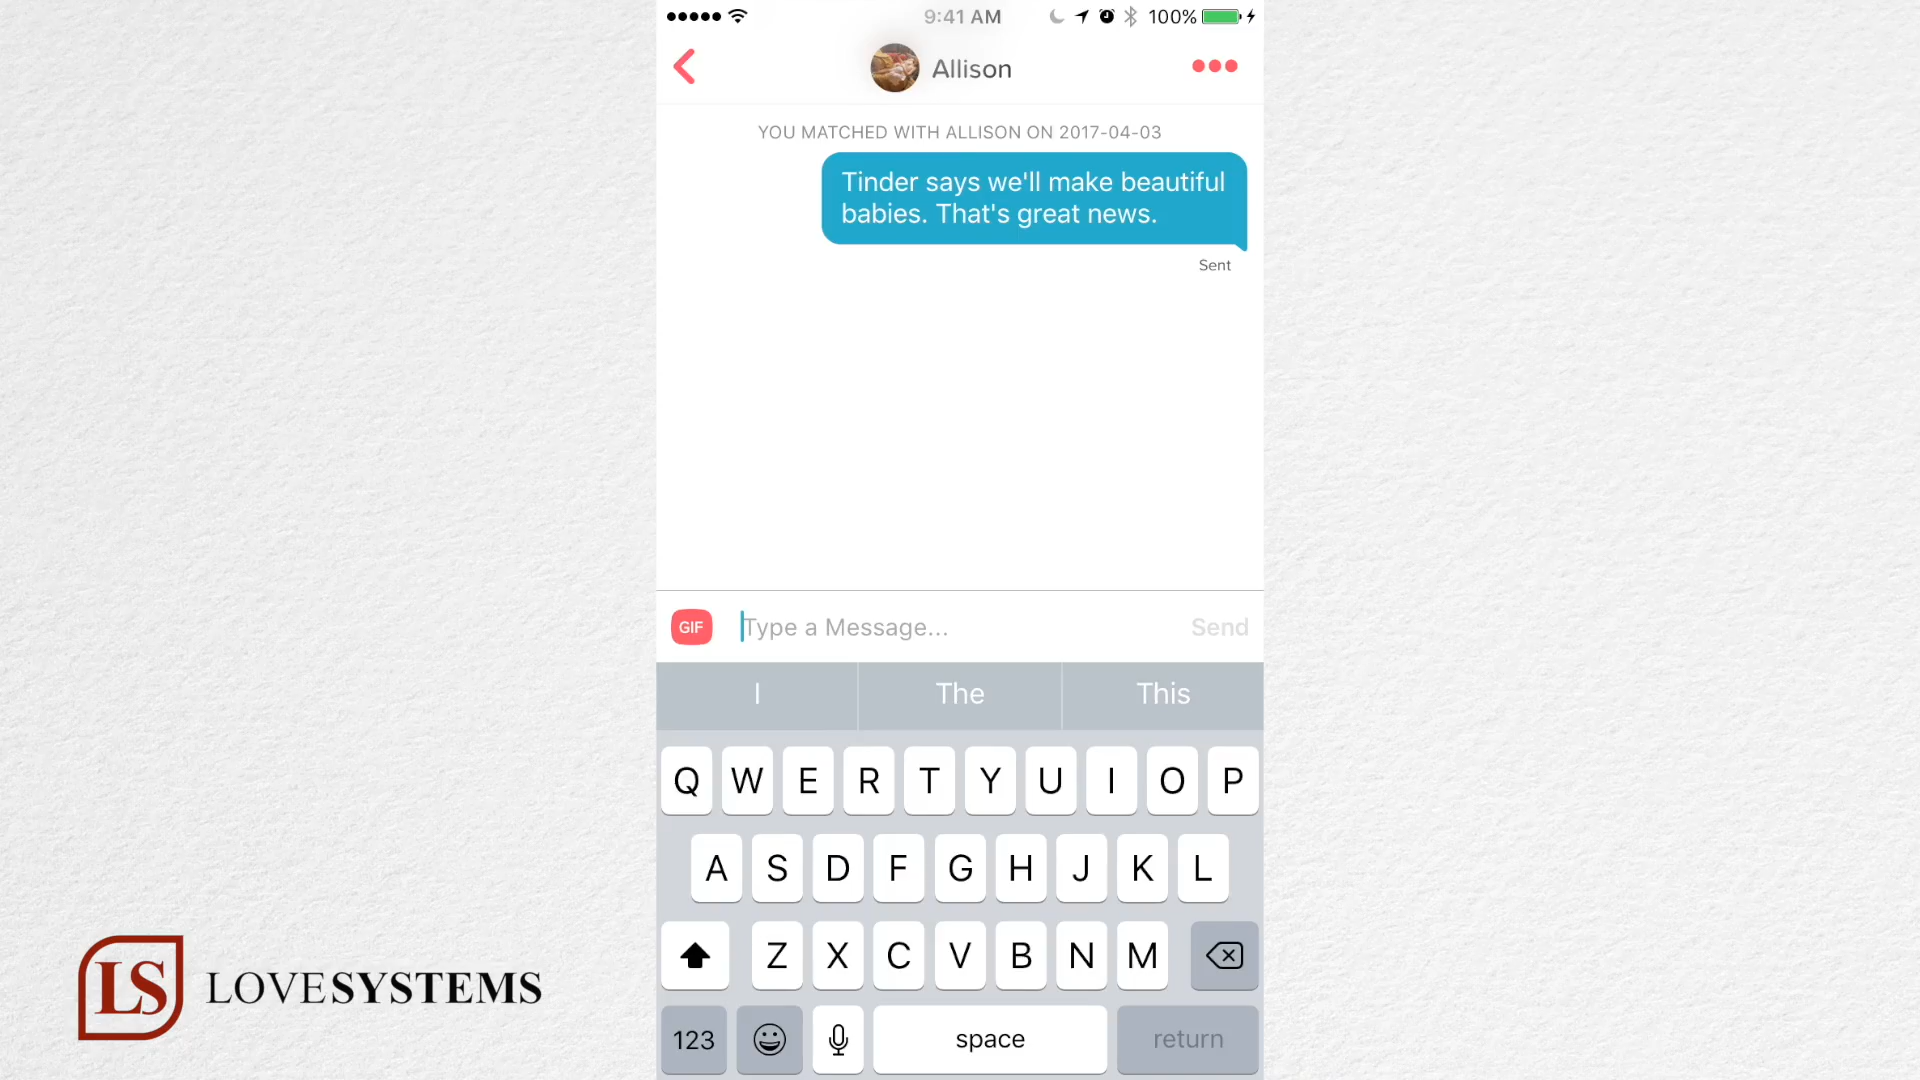 9:41 AM
100%
Allison
YOU MATCHED WITH ALLISON ON 2017-04-03
Tinder says we'll make beautiful
babies. That's great news.
Sent
GIF
Type a Message...
Send
I
The
This
Q W E R T Y U I O P
A S D F G H J K L
Z X C V B N M
123
space
return
LS
LOVESYSTEMS